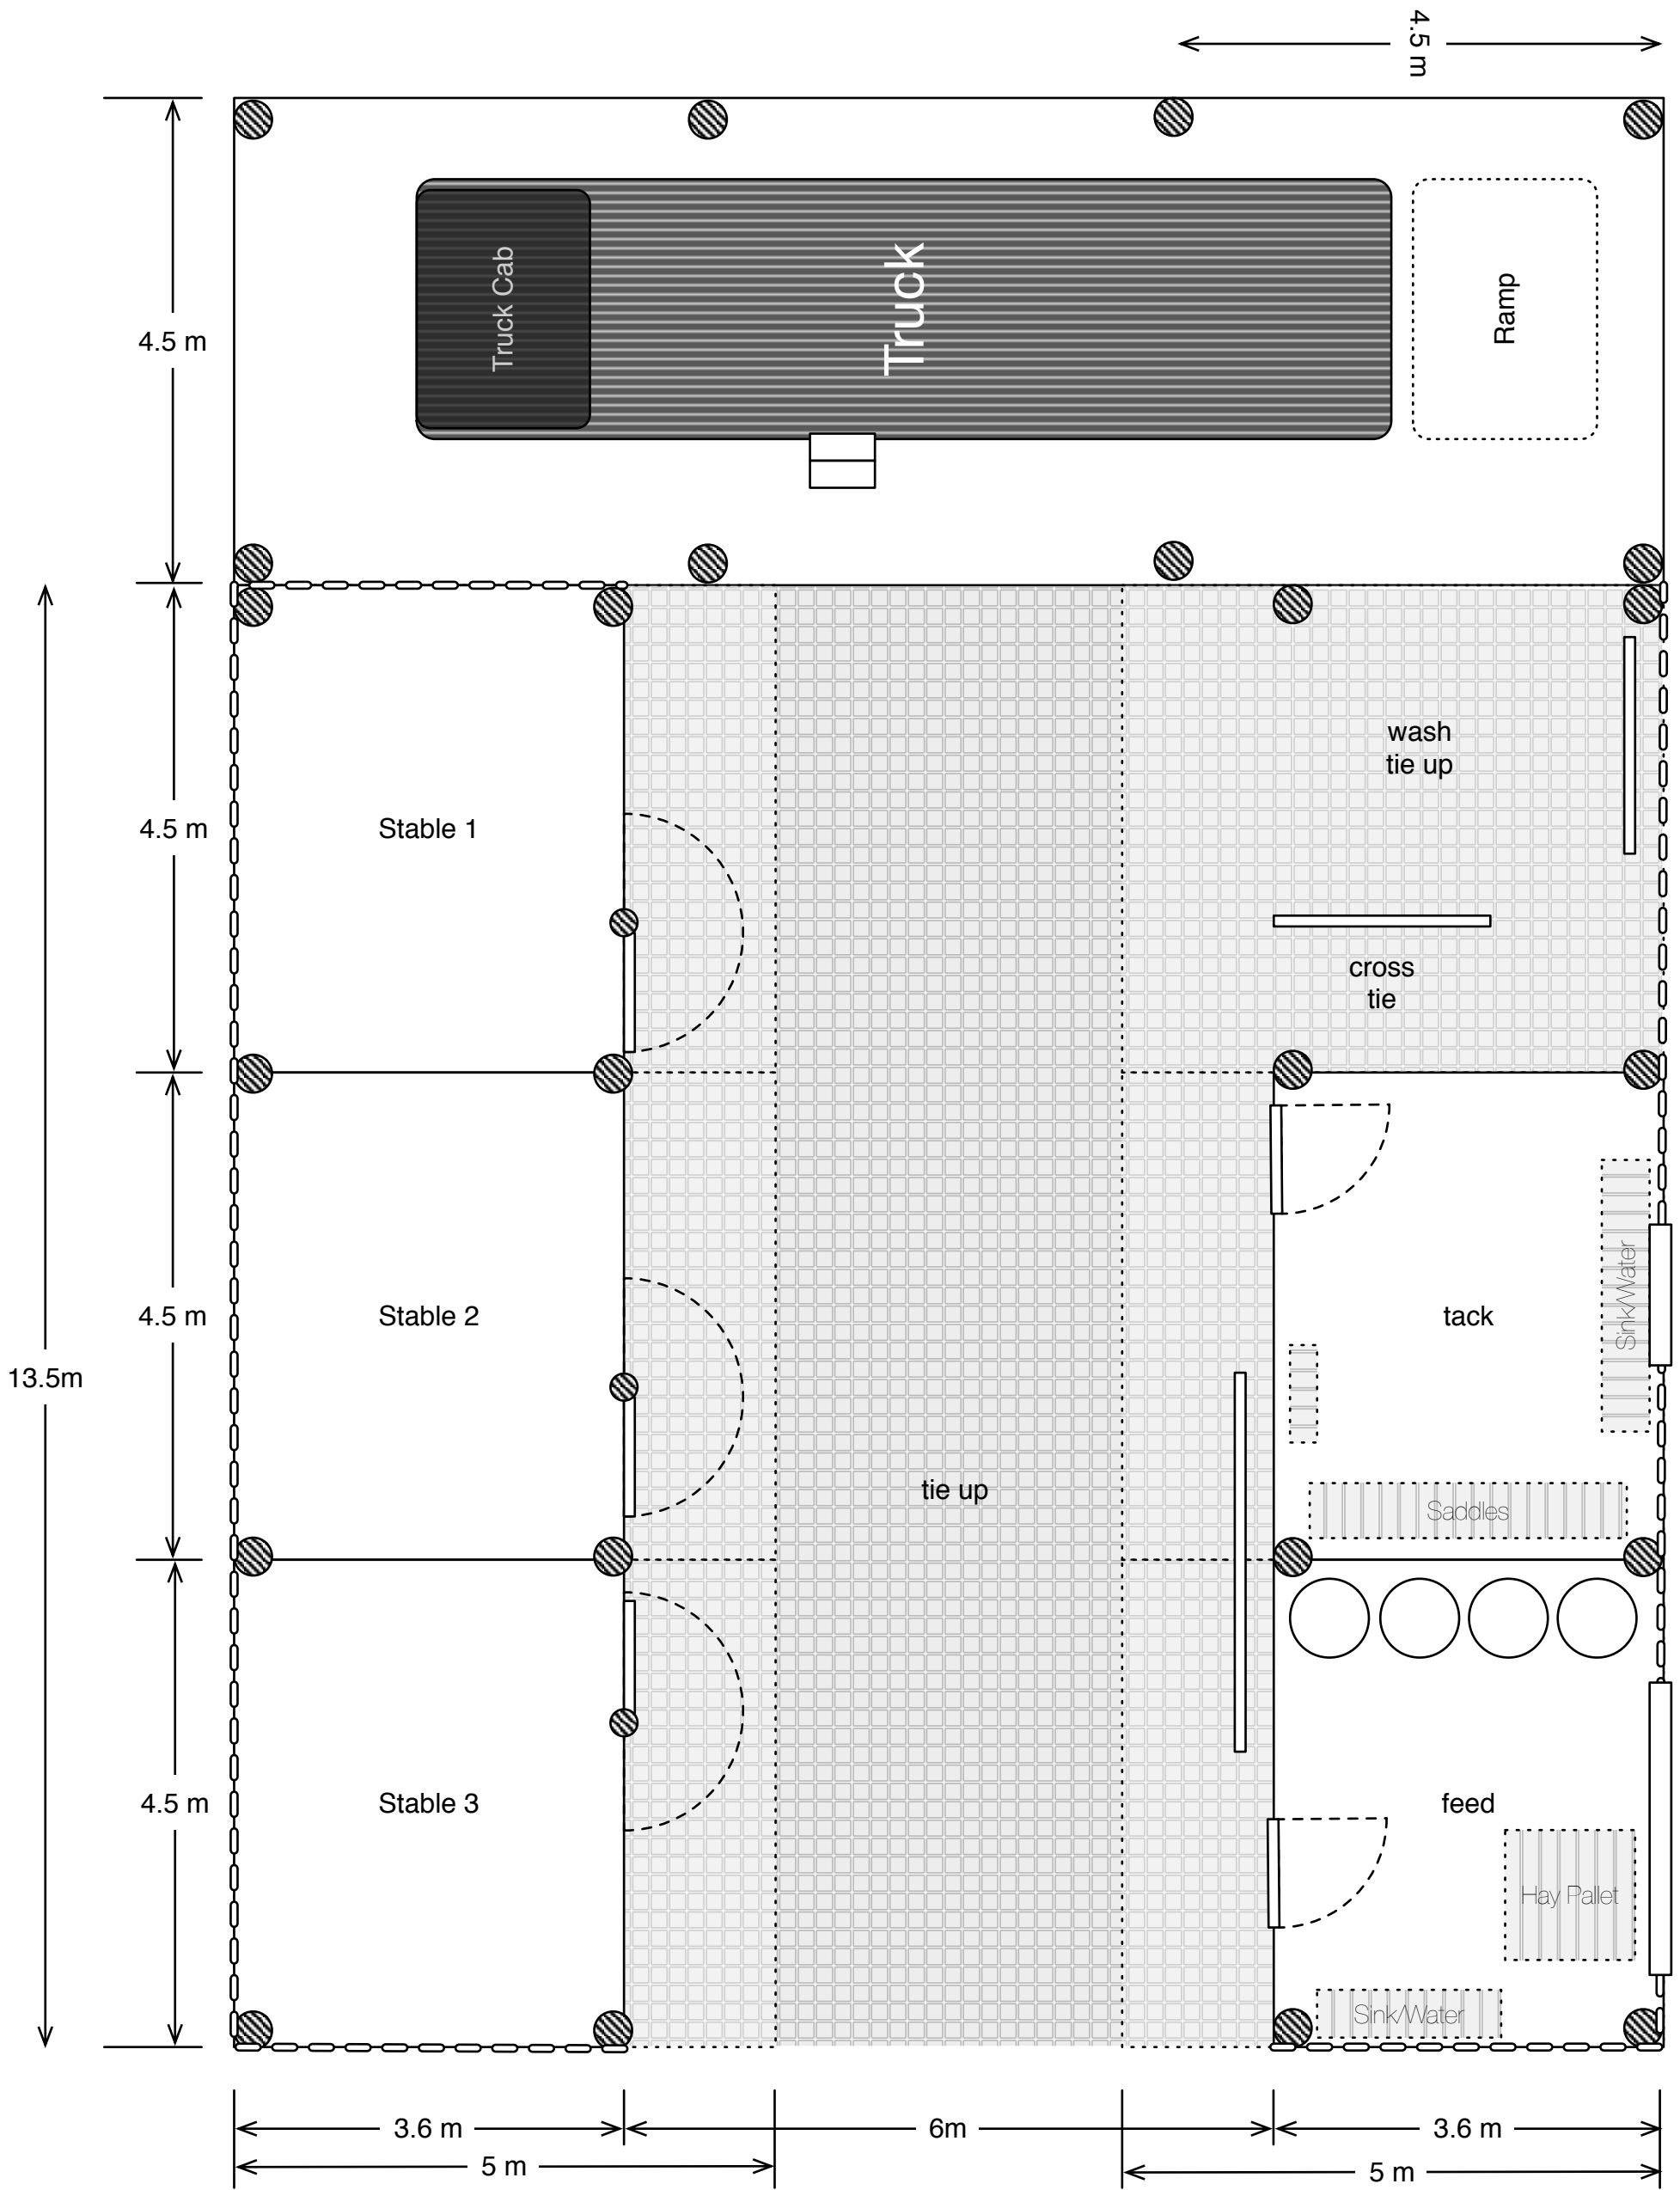 4.5 m
Truck Cab
Truck
Ramp
4.5 m
wash
tie up
4.5 m
Stable 1
cross
tie
4.5 m
Stable 2
tack
Sink/Water
13.5m
tie up
Saddles
4.5 m
Stable 3
feed
Hay Pallet
Sink/Water
3.6 m
6m
3.6 m
5 m
5 m